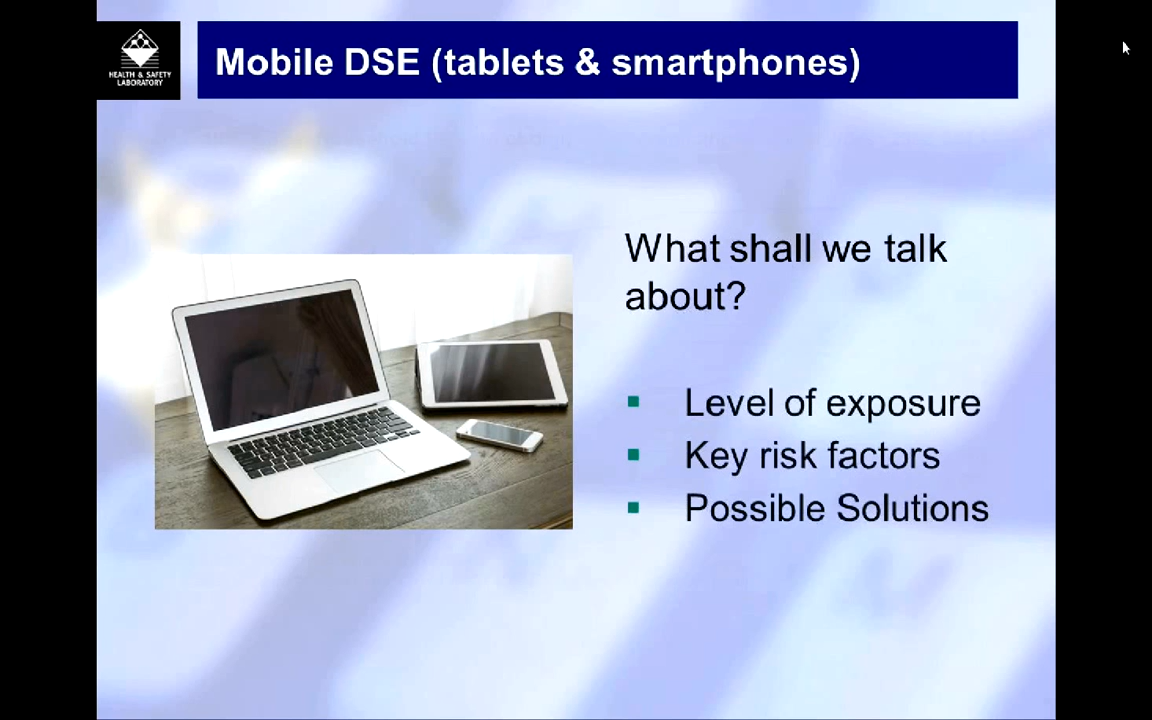 HEALTH & SAFETY
LABORATORY
Mobile DSE (tablets & smartphones)
What shall we talk
about?
▪ Level of exposure
▪ Key risk factors
▪ Possible Solutions